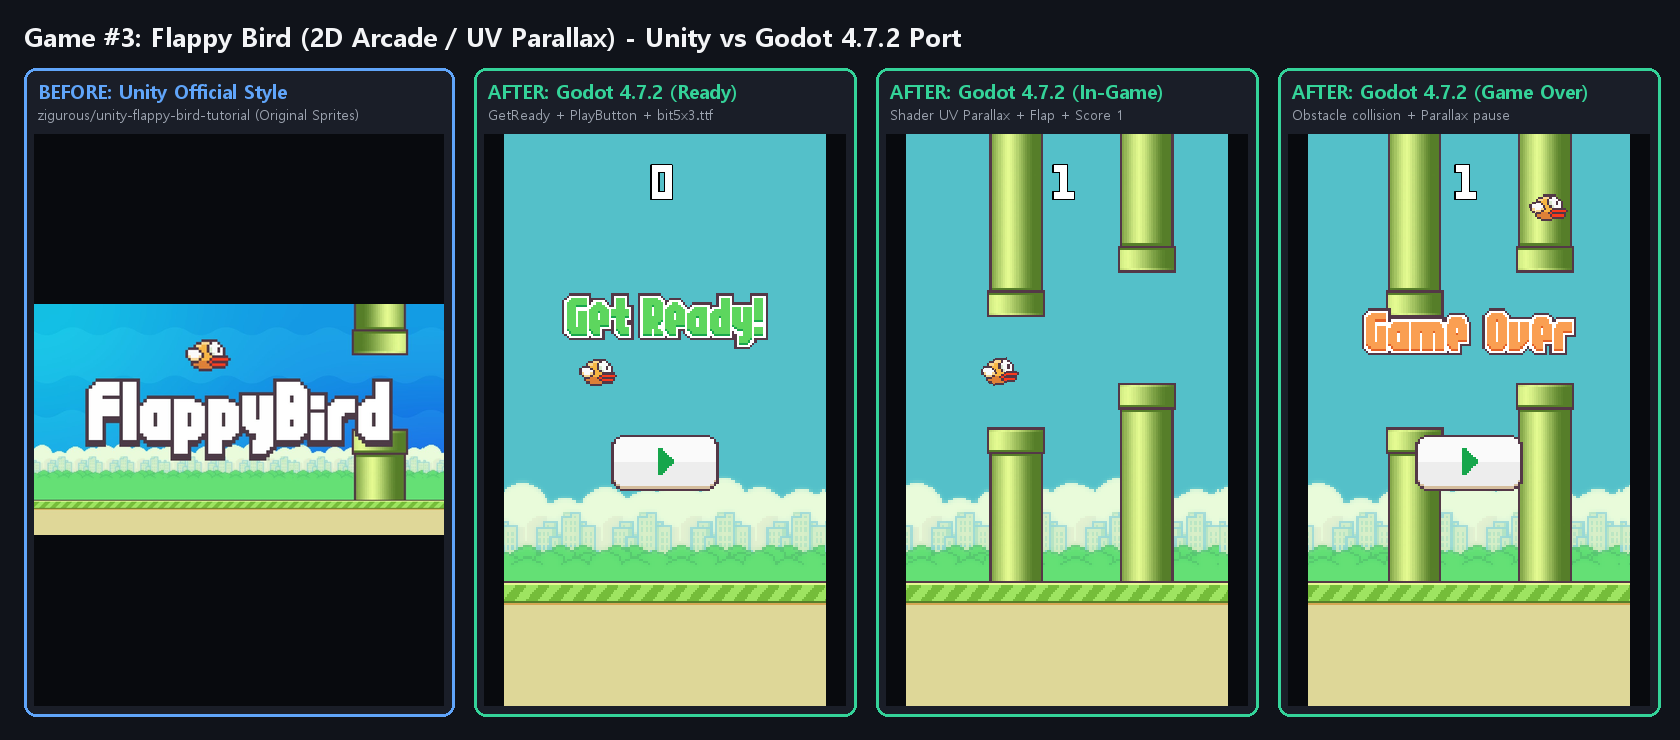 Game #3: Flappy Bird (2D Arcade / UV Parallax) - Unity vs Godot 4.7.2 Port
BEFORE: Unity Official Style
zigurous/unity-flappy-bird-tutorial (Original Sprites)
FlappyBird
AFTER: Godot 4.7.2 (Ready)
GetReady + PlayButton + bit5x3.ttf
0
Get Ready!
AFTER: Godot 4.7.2 (In-Game)
Shader UV Parallax + Flap + Score 1
1
AFTER: Godot 4.7.2 (Game Over)
Obstacle collision + Parallax pause
1
Game Over